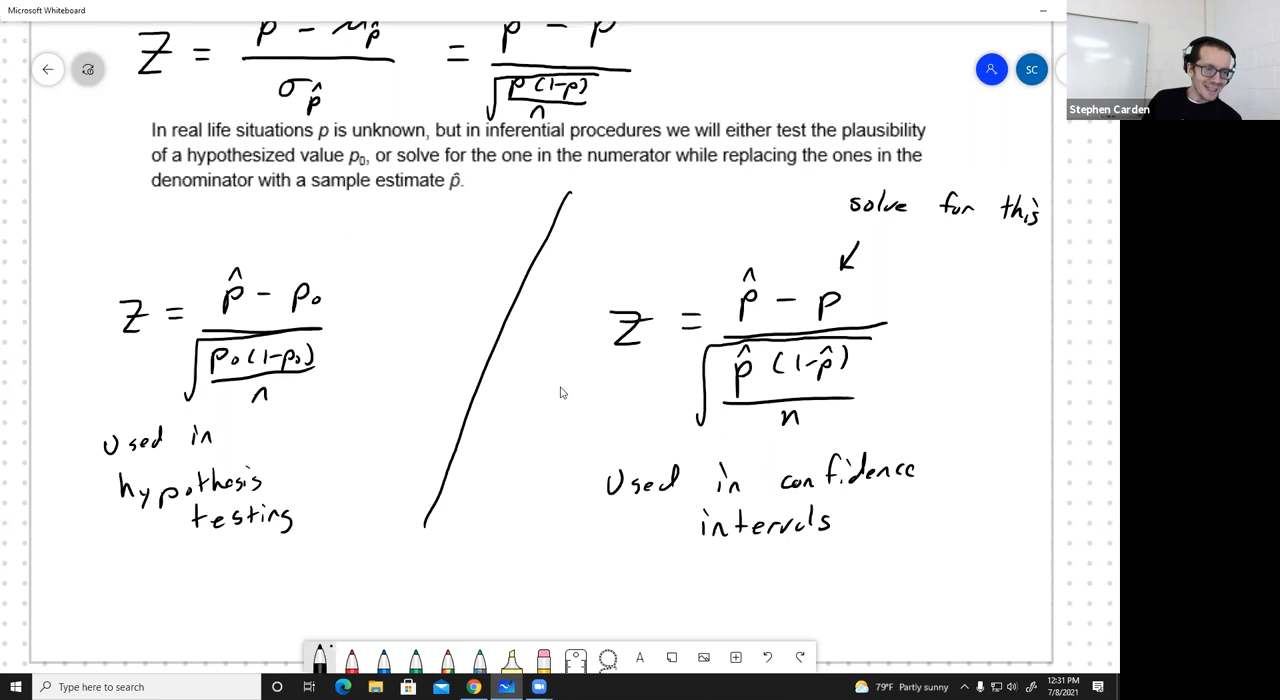 Microsoft Whiteboard
Z = p - μp̂ / σp̂ = p - p / √(p(1-p)/n)
SC
Stephen Carden
In real life situations p is unknown, but in inferential procedures we will either test the plausibility
of a hypothesized value p₀, or solve for the one in the numerator while replacing the ones in the
denominator with a sample estimate p̂.
solve for this
Z = p̂ - p₀ / √(p₀(1-p₀)/n)
Z = p̂ - p / √(p̂(1-p̂)/n)
Used in
hypothesis
testing
Used in confidence
intervals
A
Type here to search
79°F Partly sunny
12:31 PM
7/8/2021